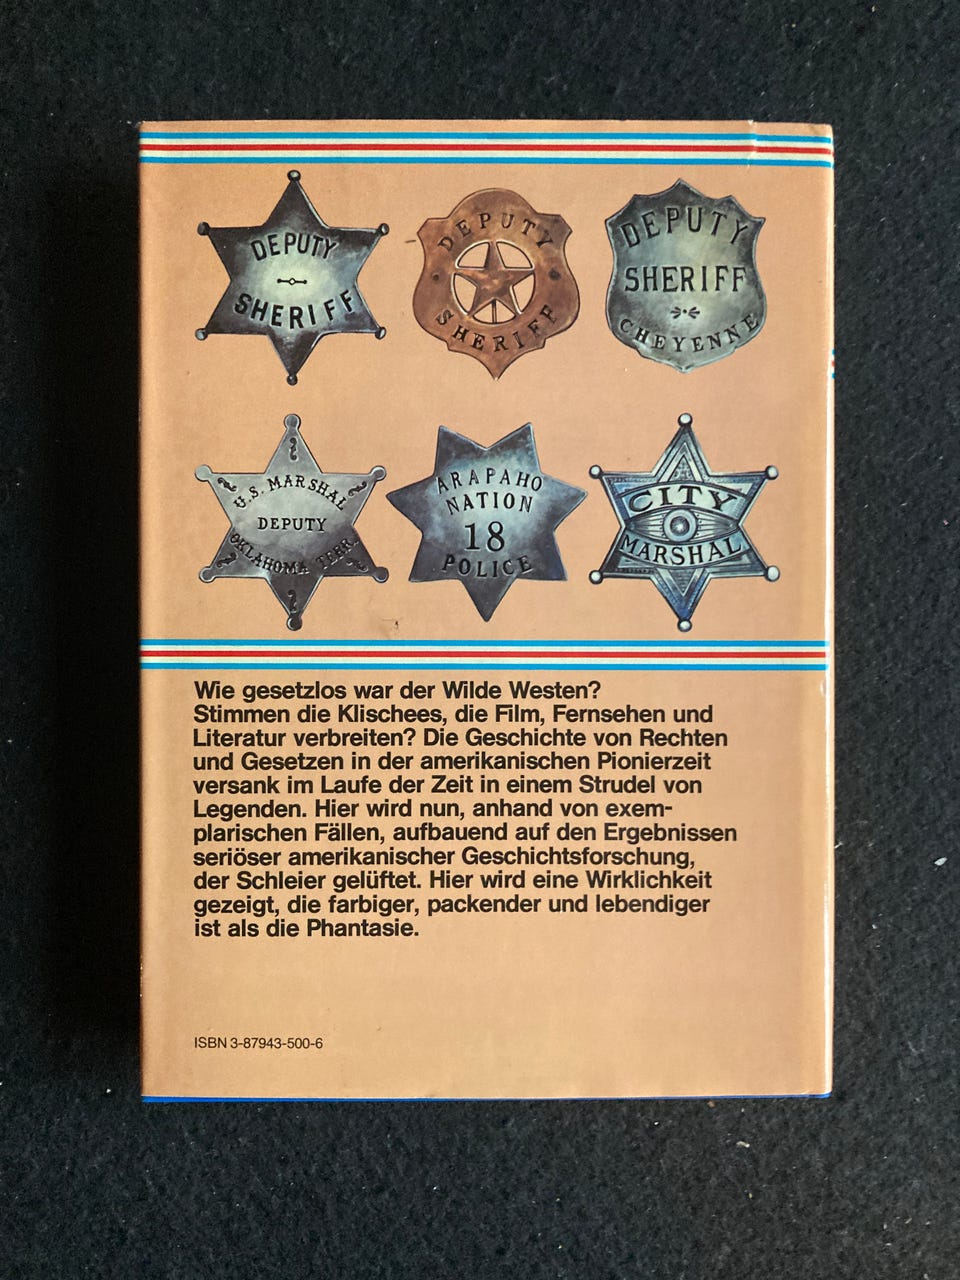 DEPUTY
SHERIFF
DEPUTY
SHERIFF
DEPUTY
SHERIFF
CHEYENNE
U.S. MARSHAL
DEPUTY
OKLAHOMA TERR.
ARAPAHO
NATION
18
POLICE
CITY
MARSHAL
Wie gesetzlos war der Wilde Westen?
Stimmen die Klischees, die Film, Fernsehen und
Literatur verbreiten? Die Geschichte von Rechten
und Gesetzen in der amerikanischen Pionierzeit
versank im Laufe der Zeit in einem Strudel von
Legenden. Hier wird nun, anhand von exem-
plarischen Fällen, aufbauend auf den Ergebnissen
seriöser amerikanischer Geschichtsforschung,
der Schleier gelüftet. Hier wird eine Wirklichkeit
gezeigt, die farbiger, packender und lebendiger
ist als die Phantasie.
ISBN 3-87943-500-6